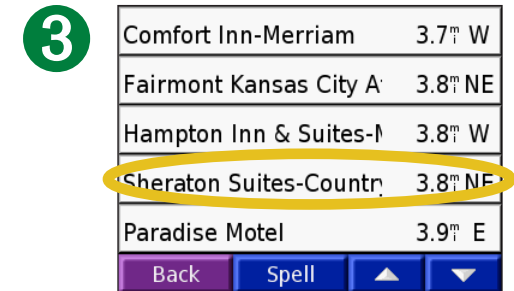 3
Comfort Inn-Merriam 3.7mi W
Fairmont Kansas City A 3.8mi NE
Hampton Inn & Suites- 3.8mi W
Sheraton Suites-Countr 3.8mi NE
Paradise Motel 3.9mi E
Back Spell